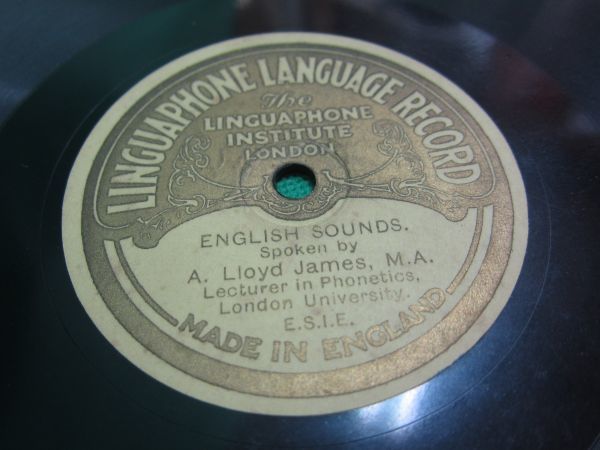 LINGUAPHONE LANGUAGE RECORD
The
LINGUAPHONE
INSTITUTE
LONDON
ENGLISH SOUNDS.
Spoken by
A. Lloyd James, M.A.
Lecturer in Phonetics,
London University.
E.S.I.E.
MADE IN ENGLAND